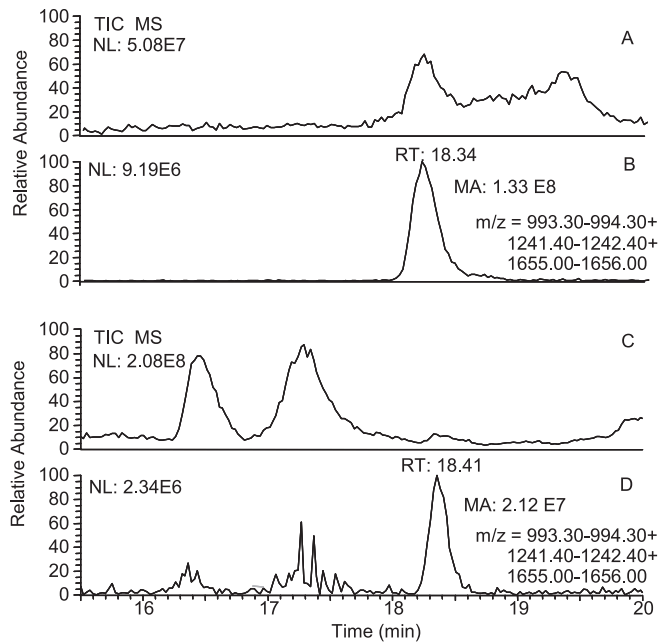 100
80
60
40
20
0
TIC MS
NL: 5.08E7
A
100
80
60
40
20
0
NL: 9.19E6
RT: 18.34
B
MA: 1.33 E8
m/z = 993.30-994.30+
1241.40-1242.40+
1655.00-1656.00
Relative Abundance
100
80
60
40
20
0
TIC MS
NL: 2.08E8
C
100
80
60
40
20
0
NL: 2.34E6
RT: 18.41
D
MA: 2.12 E7
m/z = 993.30-994.30+
1241.40-1242.40+
1655.00-1656.00
Relative Abundance
16
17
18
19
20
Time (min)